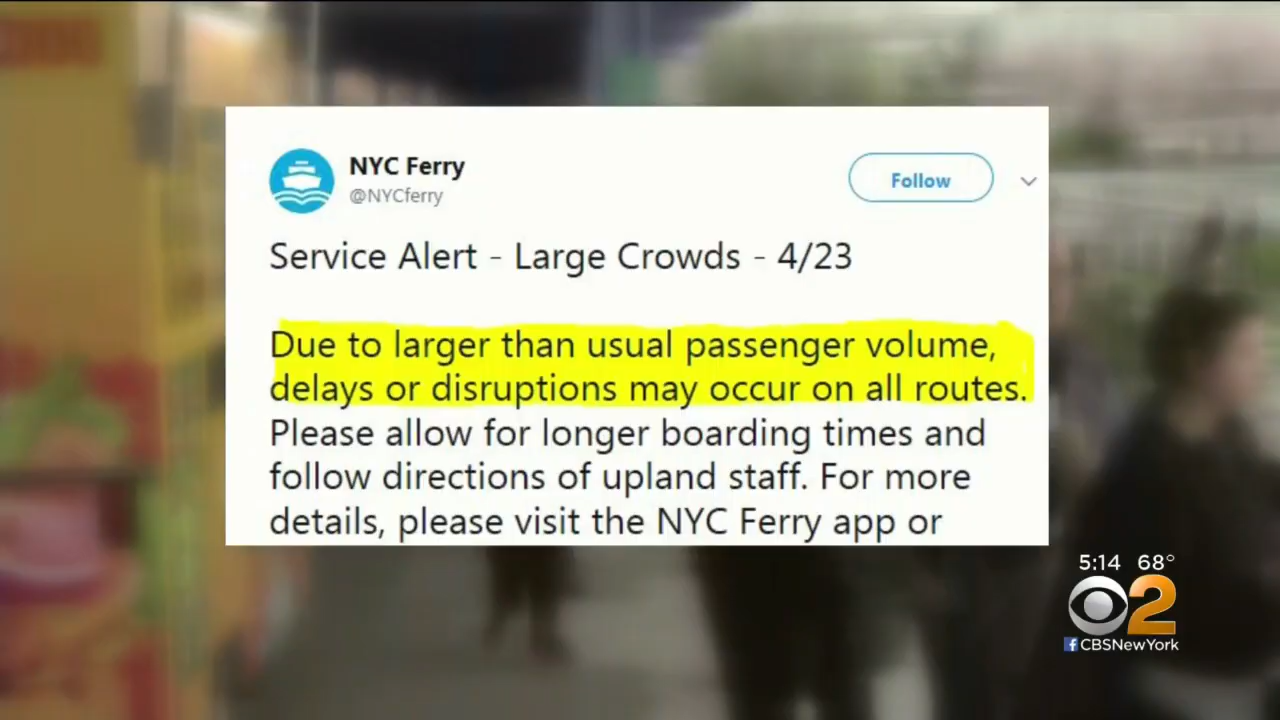 NYC Ferry
@NYCferry
Follow
Service Alert - Large Crowds - 4/23
Due to larger than usual passenger volume,
delays or disruptions may occur on all routes.
Please allow for longer boarding times and
follow directions of upland staff. For more
details, please visit the NYC Ferry app or
5:14 68°
2
CBSNewYork